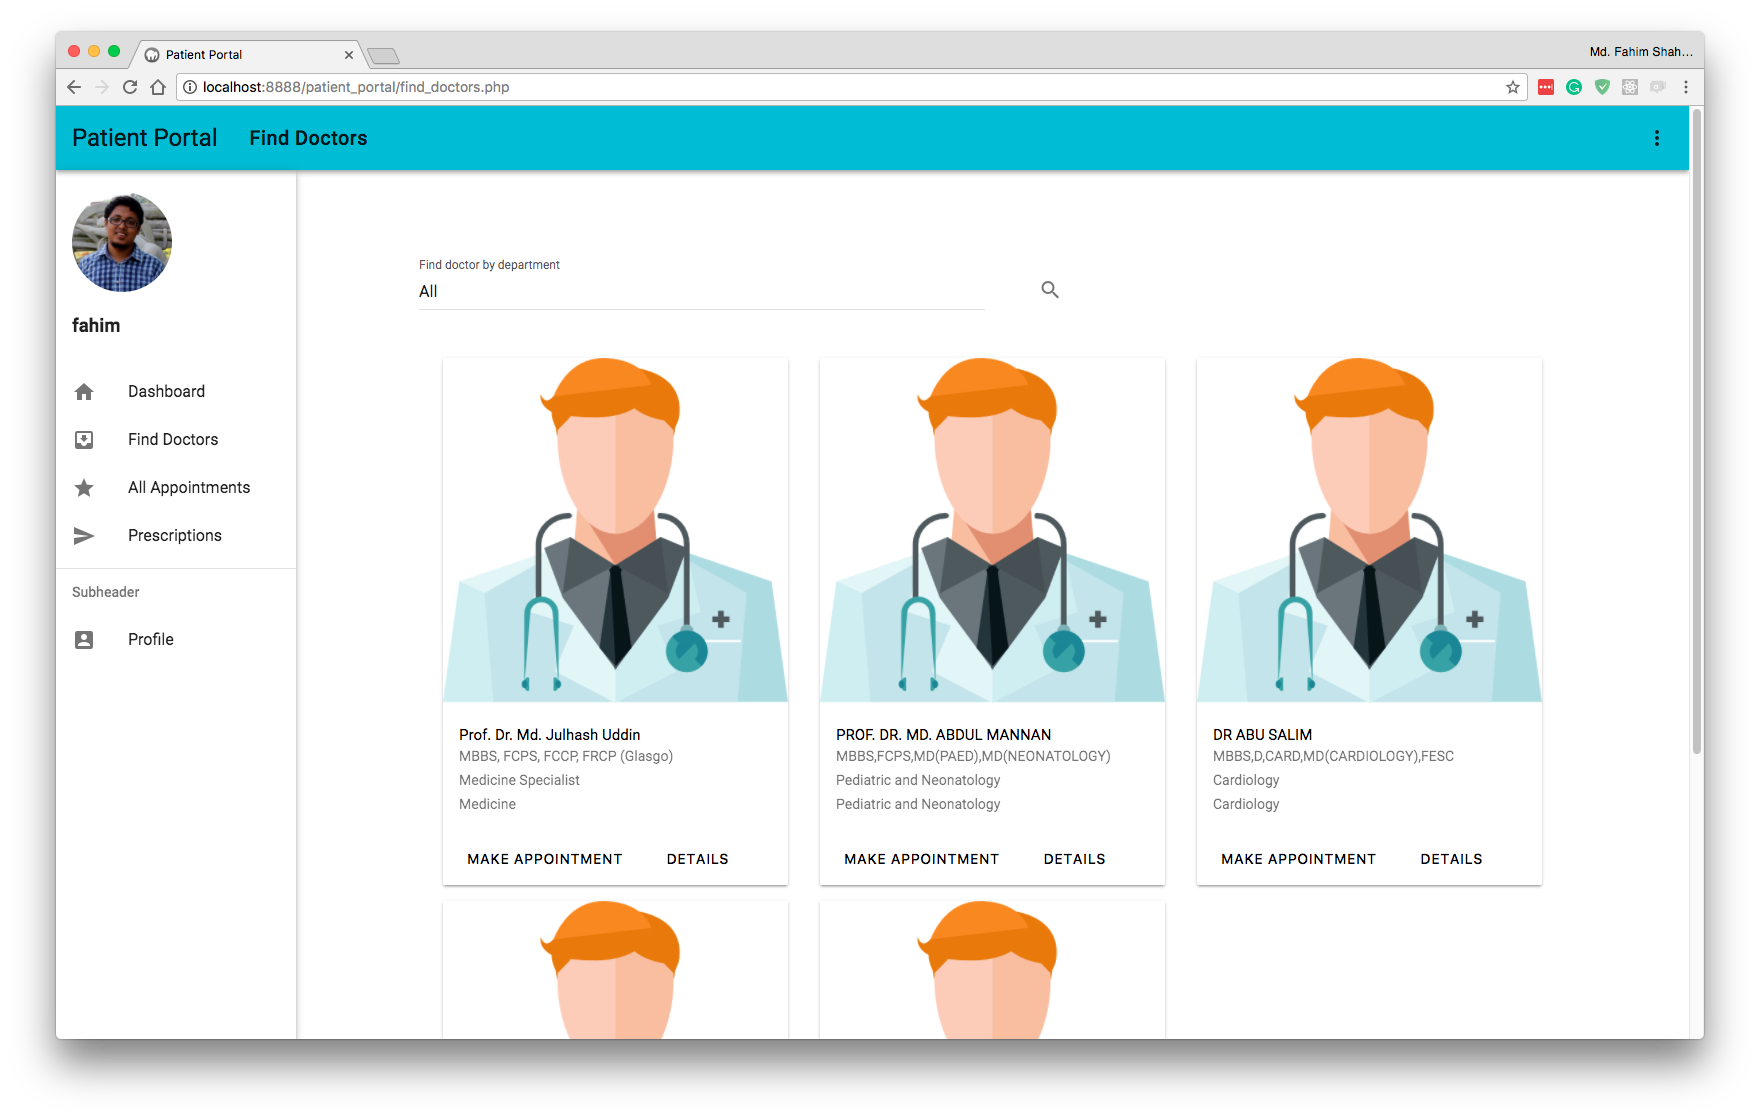 Patient Portal
Md. Fahim Shah...
localhost:8888/patient_portal/find_doctors.php
Patient Portal
Find Doctors
fahim
Dashboard
Find Doctors
All Appointments
Prescriptions
Subheader
Profile
Find doctor by department
All
Prof. Dr. Md. Julhash Uddin
MBBS, FCPS, FCCP, FRCP (Glasgo)
Medicine Specialist
Medicine
MAKE APPOINTMENT
DETAILS
PROF. DR. MD. ABDUL MANNAN
MBBS,FCPS,MD(PAED),MD(NEONATOLOGY)
Pediatric and Neonatology
Pediatric and Neonatology
MAKE APPOINTMENT
DETAILS
DR ABU SALIM
MBBS,D,CARD,MD(CARDIOLOGY),FESC
Cardiology
Cardiology
MAKE APPOINTMENT
DETAILS